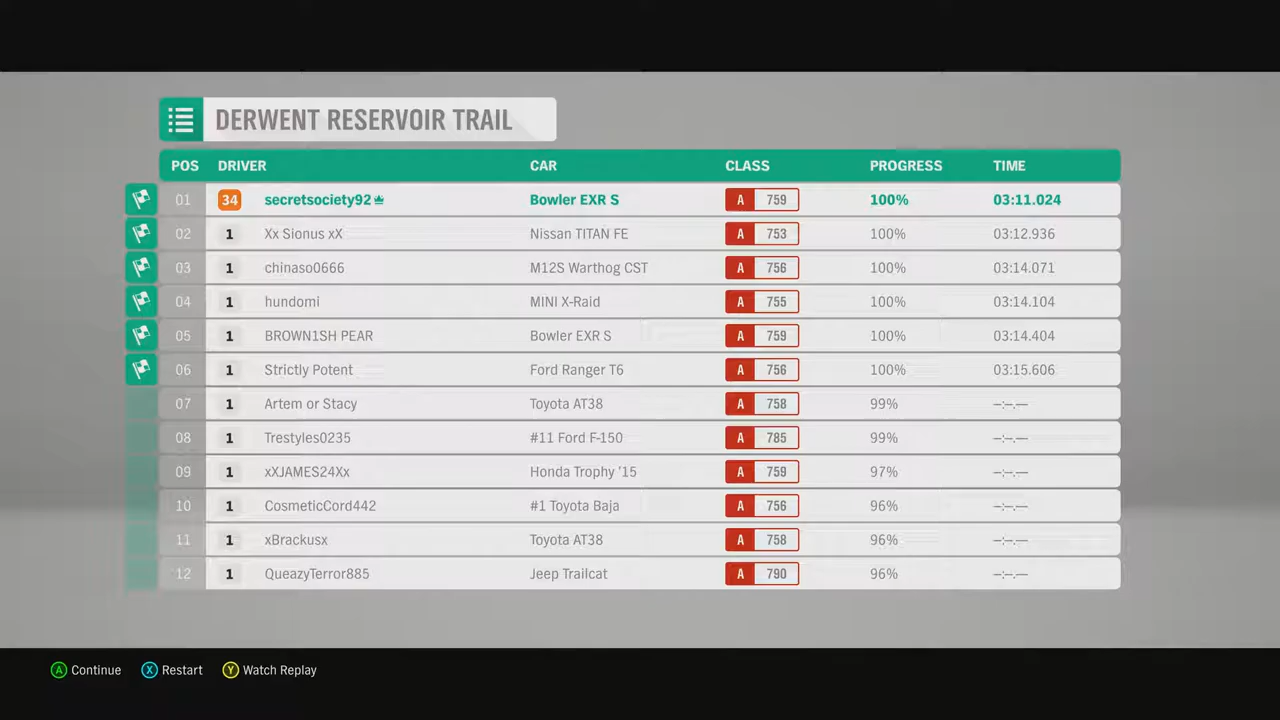 DERWENT RESERVOIR TRAIL
POS DRIVER CAR CLASS PROGRESS TIME
01 34 secretsociety92 Bowler EXR S A 759 100% 03:11.024
02 1 Xx Sionus xX Nissan TITAN FE A 753 100% 03:12.936
03 1 chinaso0666 M12S Warthog CST A 756 100% 03:14.071
04 1 hundomi MINI X-Raid A 755 100% 03:14.104
05 1 BROWN1SH PEAR Bowler EXR S A 759 100% 03:14.404
06 1 Strictly Potent Ford Ranger T6 A 756 100% 03:15.606
07 1 Artem or Stacy Toyota AT38 A 758 99% --:--.---
08 1 Trestyles0235 #11 Ford F-150 A 785 99% --:--.---
09 1 xXJAMES24Xx Honda Trophy '15 A 759 97% --:--.---
10 1 CosmeticCord442 #1 Toyota Baja A 756 96% --:--.---
11 1 xBrackusx Toyota AT38 A 758 96% --:--.---
12 1 QueazyTerror885 Jeep Trailcat A 790 96% --:--.---
A Continue X Restart Y Watch Replay